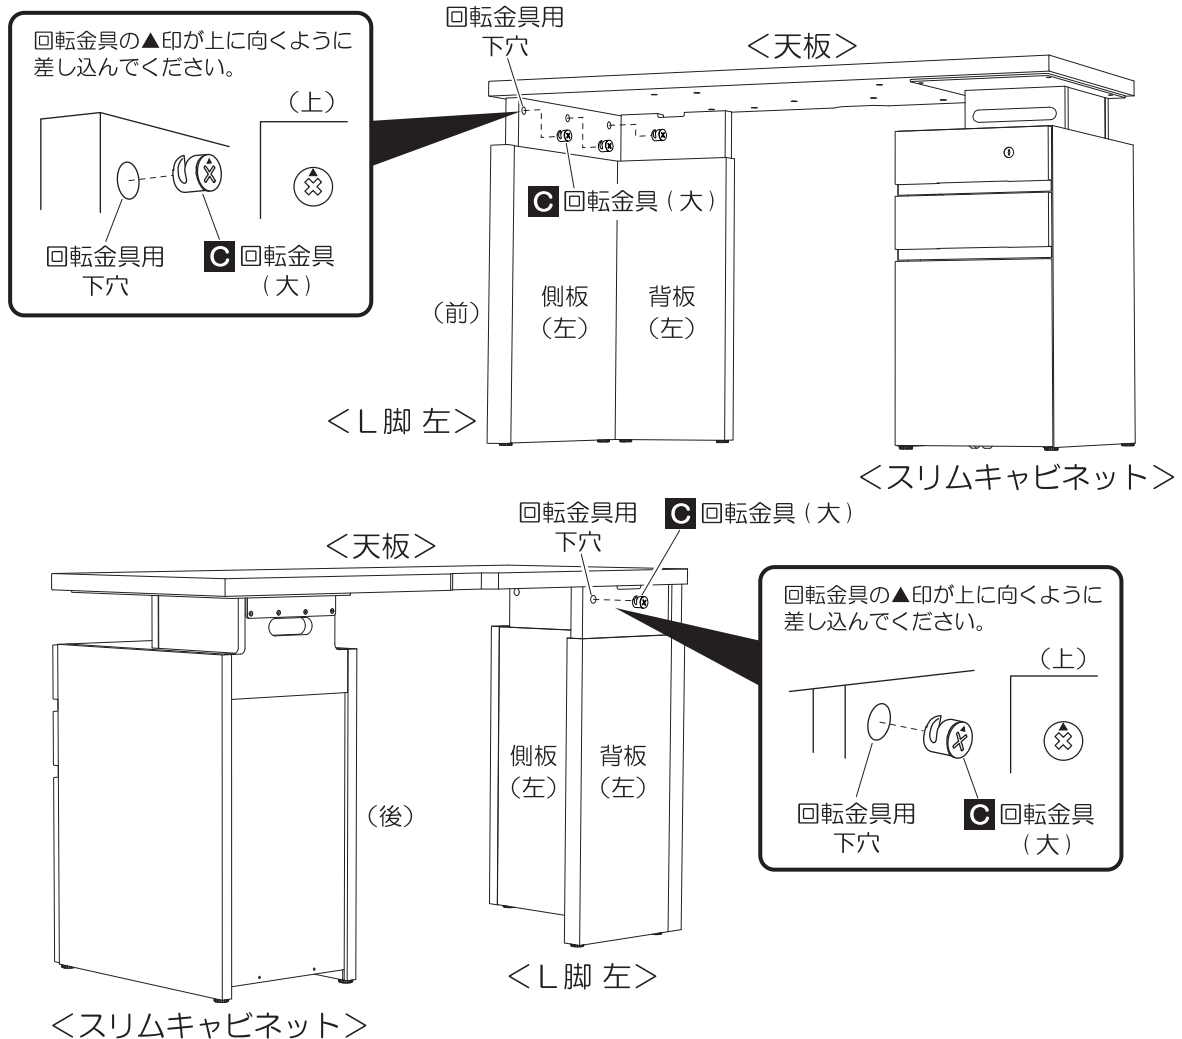 回転金具の▲印が上に向くように
差し込んでください。
(上)
回転金具用
下穴
C 回転金具
(大)
回転金具用
下穴
<天板>
C 回転金具(大)
(前)
側板
(左)
背板
(左)
<L脚 左>
<スリムキャビネット>
<天板>
回転金具用
下穴
C 回転金具(大)
回転金具の▲印が上に向くように
差し込んでください。
(上)
回転金具用
下穴
C 回転金具
(大)
側板
(左)
背板
(左)
(後)
<L脚 左>
<スリムキャビネット>